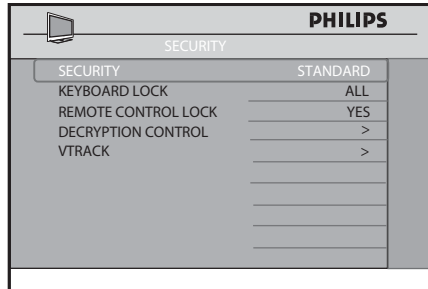 PHILIPS
SECURITY
SECURITY STANDARD
KEYBOARD LOCK ALL
REMOTE CONTROL LOCK YES
DECRYPTION CONTROL >
VTRACK >